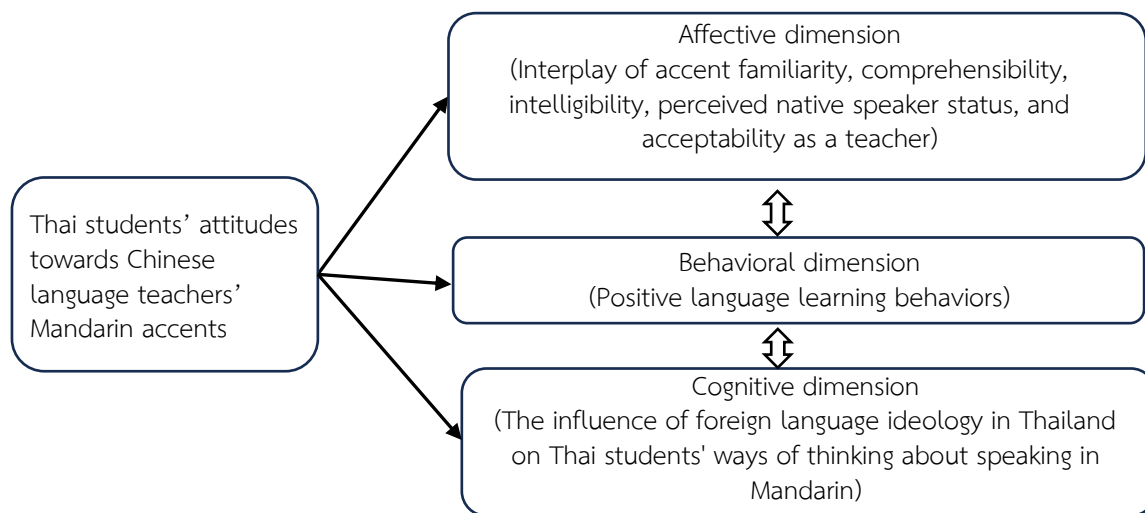 Affective dimension
(Interplay of accent familiarity, comprehensibility,
intelligibility, perceived native speaker status, and
acceptability as a teacher)
Thai students’ attitudes
towards Chinese
language teachers’
Mandarin accents
Behavioral dimension
(Positive language learning behaviors)
Cognitive dimension
(The influence of foreign language ideology in Thailand
on Thai students' ways of thinking about speaking in
Mandarin)